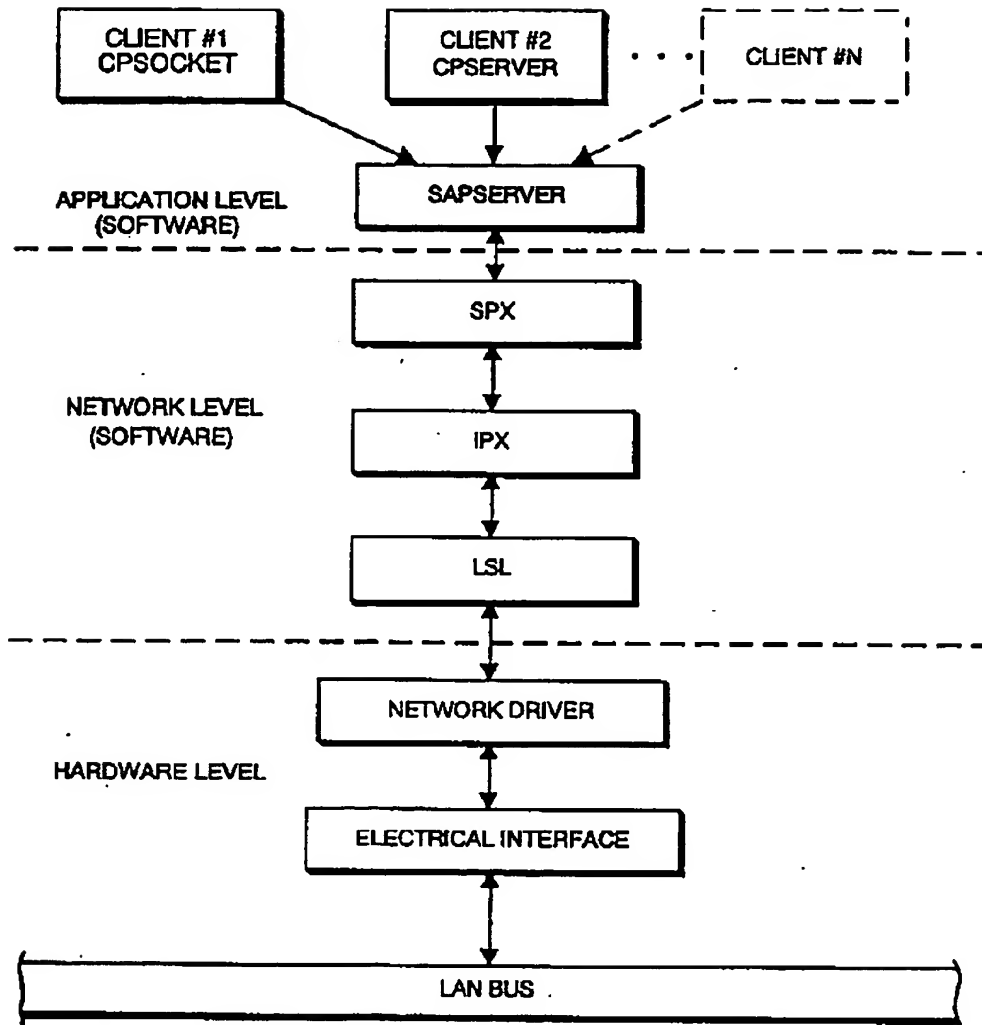 CLIENT #1
CPSOCKET
CLIENT #2
CPSERVER
. . .
CLIENT #N
SAPSERVER
APPLICATION LEVEL
(SOFTWARE)
SPX
NETWORK LEVEL
(SOFTWARE)
IPX
LSL
NETWORK DRIVER
HARDWARE LEVEL
ELECTRICAL INTERFACE
LAN BUS